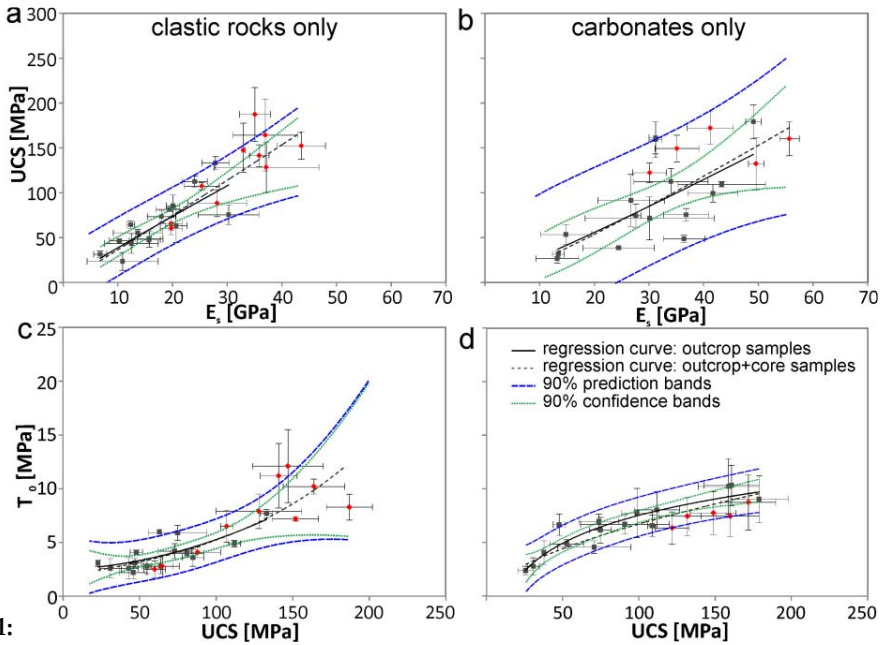 a
clastic rocks only
b
carbonates only
UCS [MPa]
300
250
200
150
100
50
0
10 20 30 40 50 60
E_s [GPa]
10 20 30 40 50 60 70
E_s [GPa]
c
T_0 [MPa]
25
20
15
10
5
0
0 50 100 150 200
UCS [MPa]
d
regression curve: outcrop samples
regression curve: outcrop+core samples
90% prediction bands
90% confidence bands
50 100 150 200 250
UCS [MPa]
l: